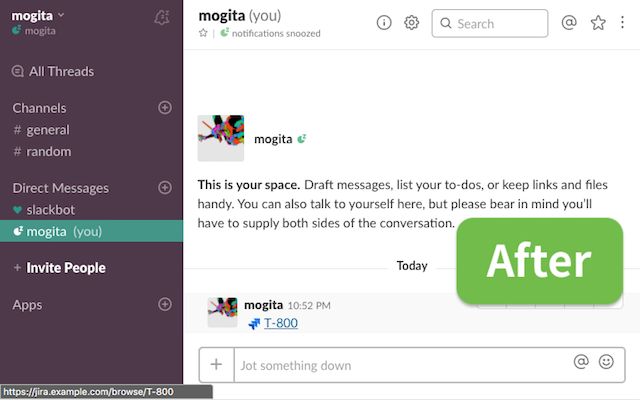 mogita
mogita
All Threads
Channels
# general
# random
Direct Messages
slackbot
mogita (you)
+ Invite People
Apps
https://jira.example.com/browse/T-800
mogita (you)
notifications snoozed
Search
mogita
This is your space. Draft messages, list your to-dos, or keep links and files
handy. You can also talk to yourself here, but please bear in mind you’ll
have to supply both sides of the conversation.
Today
After
mogita 10:52 PM
T-800
Jot something down